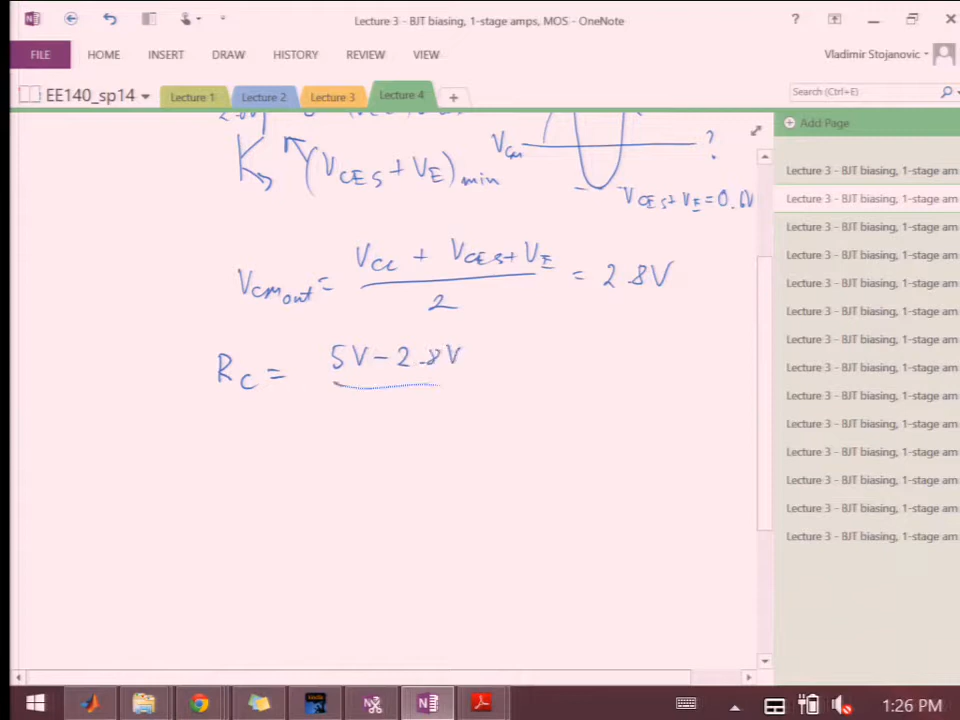 Lecture 3 - BJT biasing, 1-stage amps, MOS - OneNote
?
FILE HOME INSERT DRAW HISTORY REVIEW VIEW
Vladimir Stojanovic
EE140_sp14 Lecture 1 Lecture 2 Lecture 3 Lecture 4 +
Search (Ctrl+E)
Add Page
Lecture 3 - BJT biasing, 1-stage am
Lecture 3 - BJT biasing, 1-stage am
Lecture 3 - BJT biasing, 1-stage am
Lecture 3 - BJT biasing, 1-stage am
Lecture 3 - BJT biasing, 1-stage am
Lecture 3 - BJT biasing, 1-stage am
Lecture 3 - BJT biasing, 1-stage am
Lecture 3 - BJT biasing, 1-stage am
Lecture 3 - BJT biasing, 1-stage am
Lecture 3 - BJT biasing, 1-stage am
Lecture 3 - BJT biasing, 1-stage am
Lecture 3 - BJT biasing, 1-stage am
Lecture 3 - BJT biasing, 1-stage am
Lecture 3 - BJT biasing, 1-stage am
?
(VCES + VE)min
VCES + VE = 0.6V
VCMout = VCC + VCES + VE / 2 = 2.8V
RC = 5V - 2.8V
1:26 PM